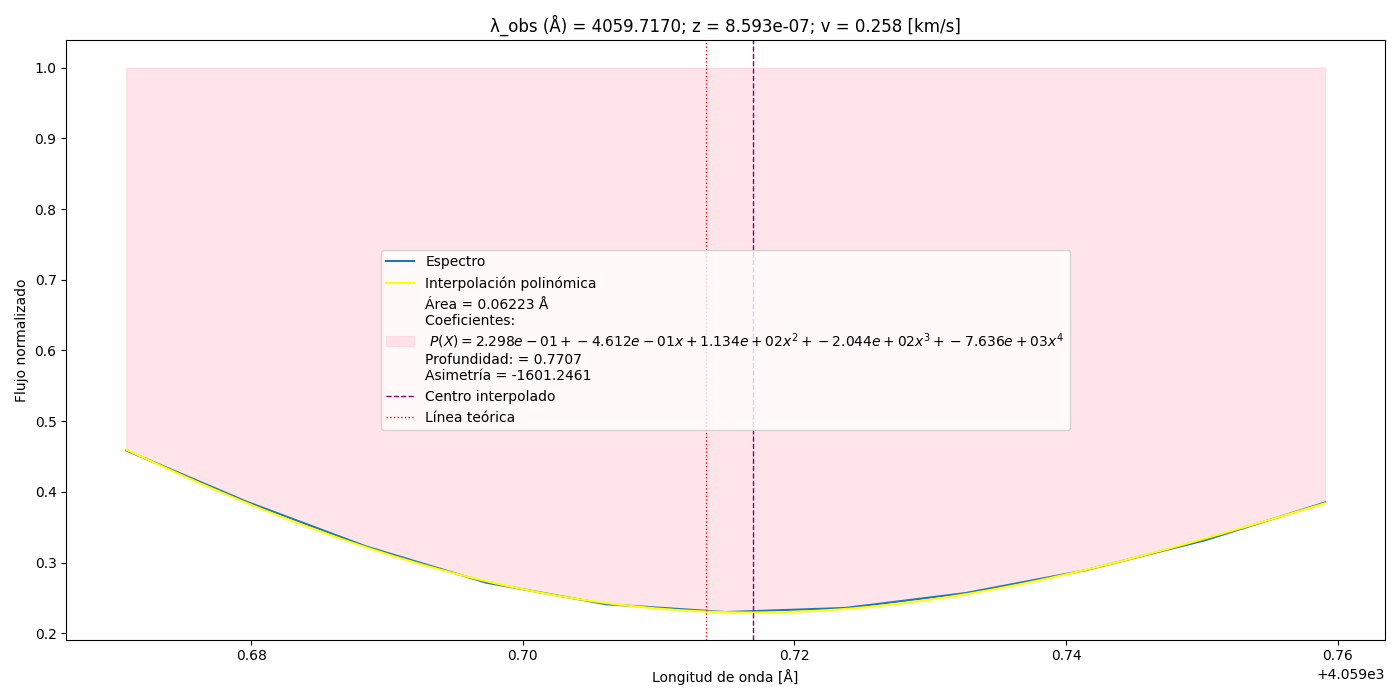 λ_obs (Å) = 4059.7170; z = 8.593e-07; v = 0.258 [km/s]
1.0
0.9
0.8
0.7
0.6
0.5
0.4
0.3
0.2
Flujo normalizado
Espectro
Interpolación polinómica
Área = 0.06223 Å
Coeficientes:
P(X) = 2.298e − 01 + − 4.612e − 01x + 1.134e + 02x² + − 2.044e + 02x³ + − 7.636e + 03x⁴
Profundidad: = 0.7707
Asimetría = -1601.2461
Centro interpolado
Línea teórica
0.68 0.70 0.72 0.74 0.76
+4.059e3
Longitud de onda [Å]